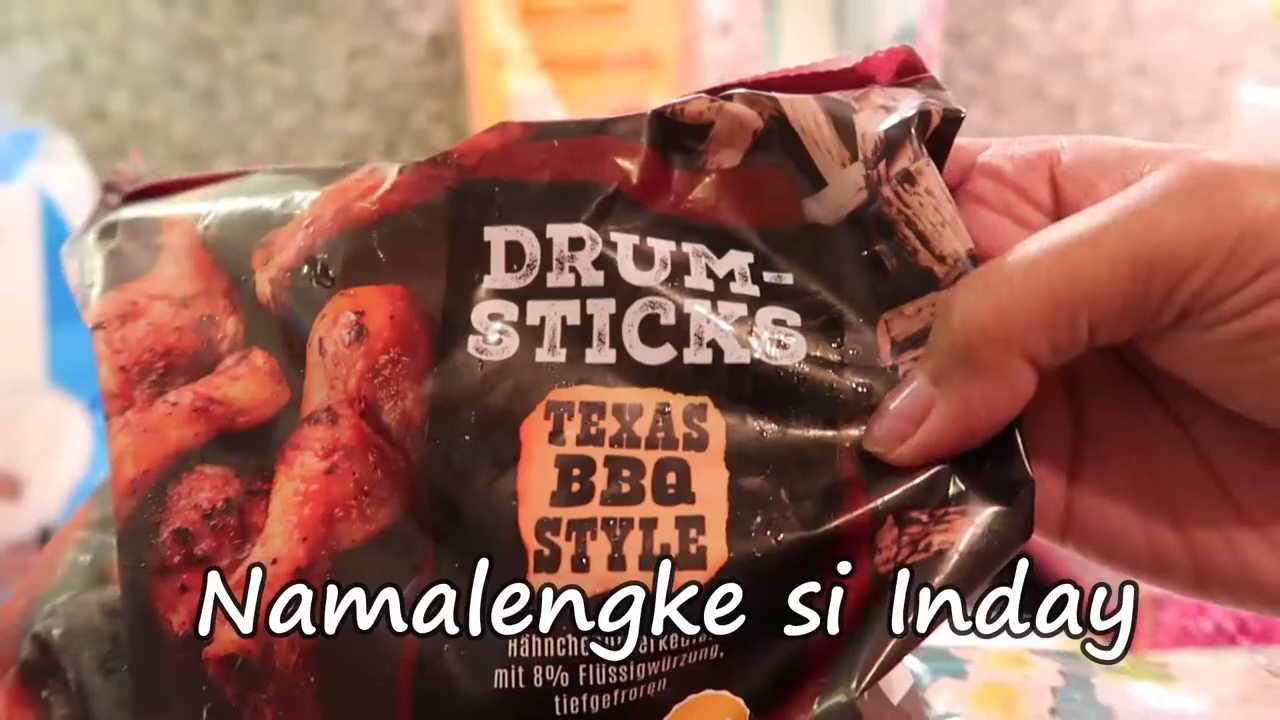 DRUM-
STICKS
TEXAS
BBQ
STYLE
Namalengke si Inday
mit 8% Flüssigwürzung,
tiefgefroren